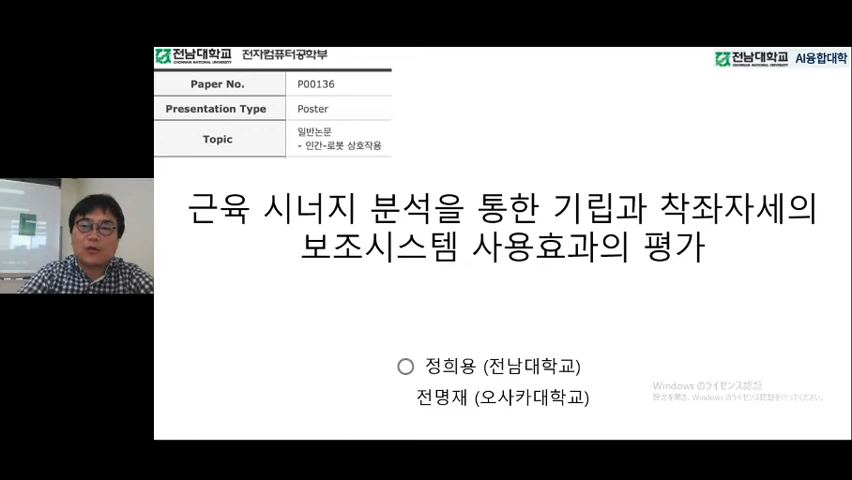 전남대학교 전자컴퓨터공학부
CHONNAM NATIONAL UNIVERSITY
전남대학교 AI융합대학
CHONNAM NATIONAL UNIVERSITY
Paper No. P00136
Presentation Type Poster
Topic 일반논문
- 인간-로봇 상호작용
근육 시너지 분석을 통한 기립과 착좌자세의
보조시스템 사용효과의 평가
○ 정희용 (전남대학교)
전명재 (오사카대학교)
Windows のライセンス認証
設定を開き、Windows のライセンス認証を行ってください。